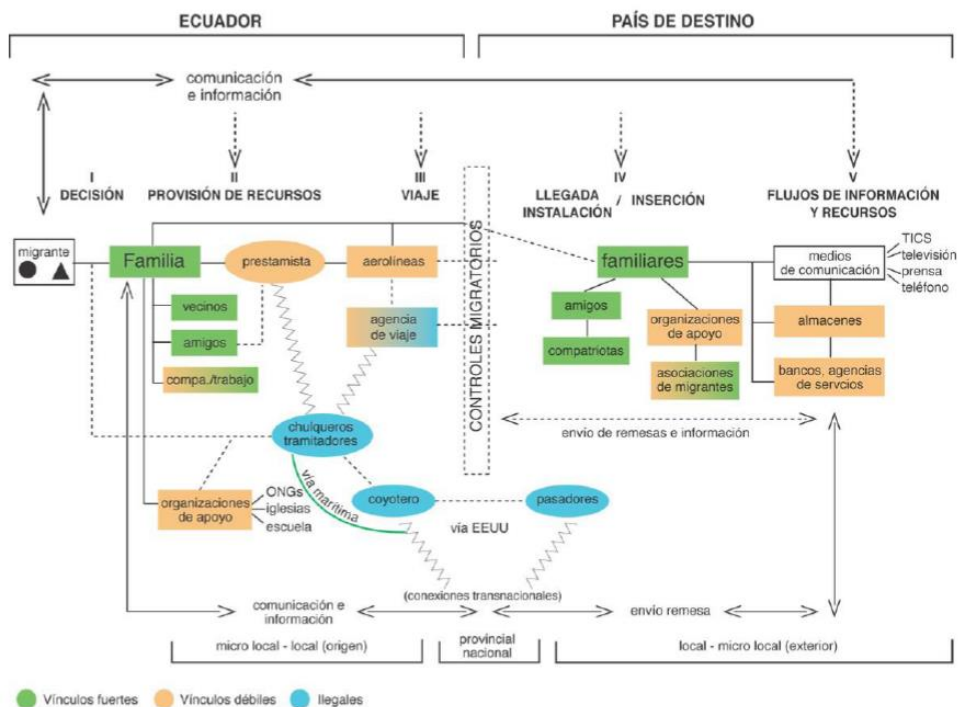 ECUADOR
PAÍS DE DESTINO
comunicación
e información
I
DECISIÓN
II
PROVISIÓN DE RECURSOS
III
VIAJE
IV
LLEGADA
INSTALACIÓN / INSERCIÓN
V
FLUJOS DE INFORMACIÓN
Y RECURSOS
migrante
Familia
prestamista
aerolíneas
CONTROLES MIGRATORIOS
familiares
medios
de comunicación
TICS
televisión
prensa
teléfono
vecinos
amigos
compa./trabajo
agencia
de viaje
amigos
compatriotas
organizaciones
de apoyo
asociaciones
de migrantes
almacenes
bancos, agencias
de servcios
envío de remesas e información
chulqueros
tramitadores
vía marítima
coyotero
vía EEUU
pasadores
organizaciones
de apoyo
ONGs
iglesias
escuela
(conexiones transnacionales)
comunicación e
información
envío remesa
micro local - local (origen)
provincial
nacional
local - micro local (exterior)
Vínculos fuertes
Vínculos débiles
Ilegales